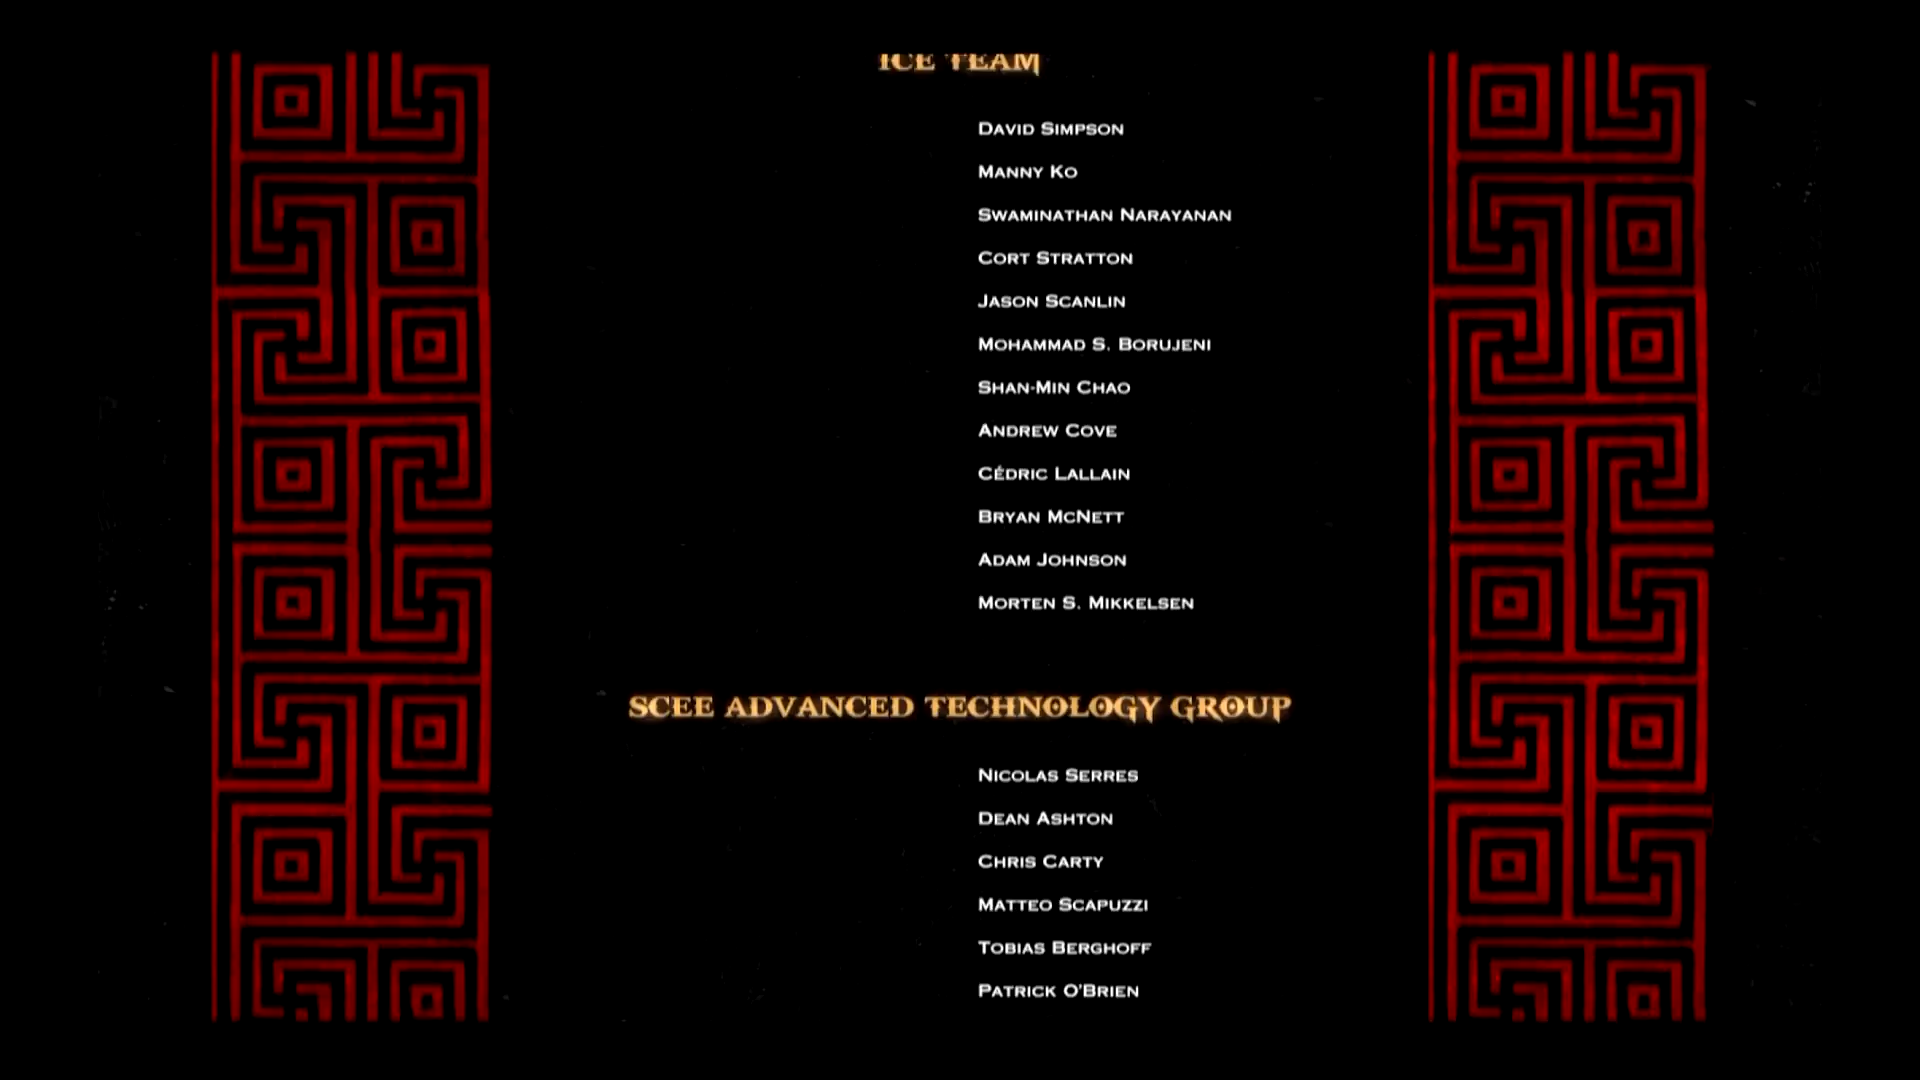 ICE TEAM
DAVID SIMPSON
MANNY KO
SWAMINATHAN NARAYANAN
CORT STRATTON
JASON SCANLIN
MOHAMMAD S. BORUJENI
SHAN-MIN CHAO
ANDREW COVE
CÉDRIC LALLAIN
BRYAN MCNETT
ADAM JOHNSON
MORTEN S. MIKKELSEN
SCEE ADVANCED TECHNOLOGY GROUP
NICOLAS SERRES
DEAN ASHTON
CHRIS CARTY
MATTEO SCAPUZZI
TOBIAS BERGHOFF
PATRICK O'BRIEN